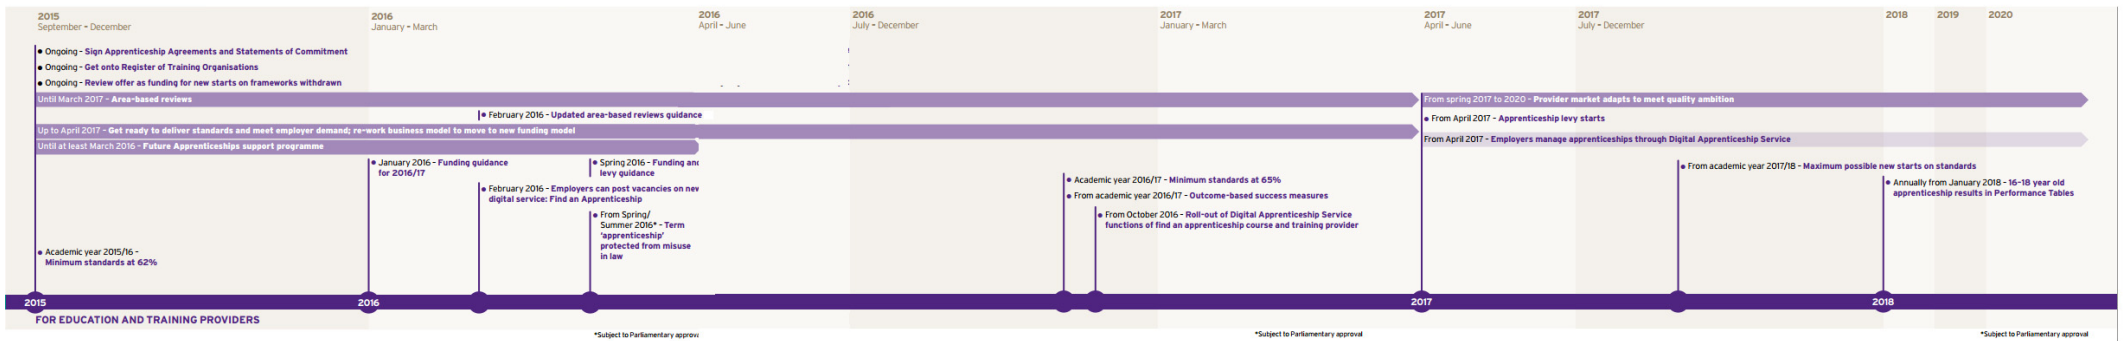 2015
September - December
2016
January - March
2016
April - June
2016
July - December
2017
January - March
2017
April - June
2017
July - December
2018
2019
2020
● Ongoing - Sign Apprenticeship Agreements and Statements of Commitment
● Ongoing - Get onto Register of Training Organisations
● Ongoing - Review offer as funding for new starts on frameworks withdrawn
Until March 2017 - Area-based reviews
From spring 2017 to 2020 - Provider market adapts to meet quality ambition
● February 2016 - Updated area-based reviews guidance
● From April 2017 - Apprenticeship levy starts
Up to April 2017 - Get ready to deliver standards and meet employer demand; re-work business model to move to new funding model
From April 2017 - Employers manage apprenticeships through Digital Apprenticeship Service
Until at least March 2016 - Future Apprenticeships support programme
● January 2016 - Funding guidance
for 2016/17
● Spring 2016 - Funding and
levy guidance
● February 2016 - Employers can post vacancies on new
digital service: Find an Apprenticeship
● From Spring/
Summer 2016* - Term
'apprenticeship'
protected from misuse
in law
● Academic year 2016/17 - Minimum standards at 65%
● From academic year 2016/17 - Outcome-based success measures
● From October 2016 - Roll-out of Digital Apprenticeship Service
functions of find an apprenticeship course and training provider
● From academic year 2017/18 - Maximum possible new starts on standards
● Annually from January 2018 - 16-18 year old
apprenticeship results in Performance Tables
● Academic year 2015/16 -
Minimum standards at 62%
2015
2016
2017
2018
FOR EDUCATION AND TRAINING PROVIDERS
*Subject to Parliamentary approva
*Subject to Parliamentary approval
*Subject to Parliamentary approval